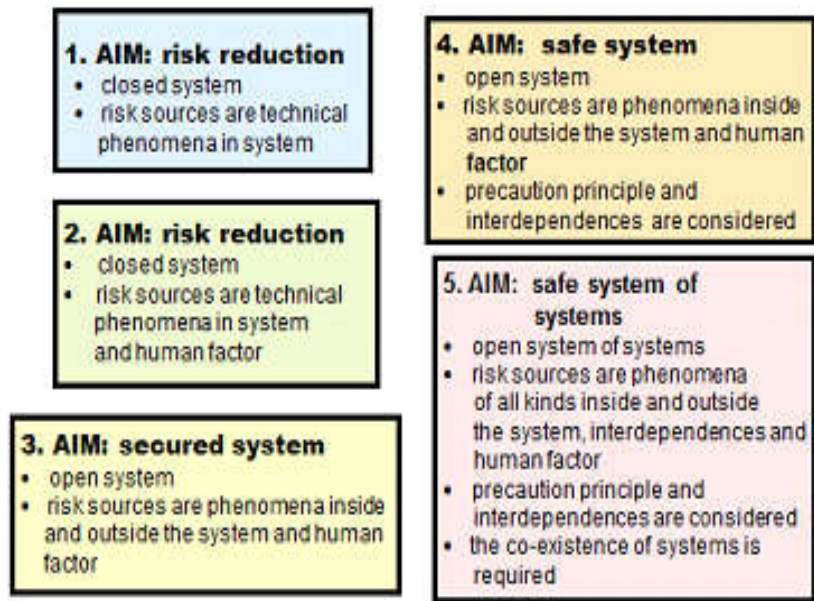 1. AIM: risk reduction
• closed system
• risk sources are technical
phenomena in system
2. AIM: risk reduction
• closed system
• risk sources are technical
phenomena in system
and human factor
3. AIM: secured system
• open system
• risk sources are phenomena inside
and outside the system and human
factor
4. AIM: safe system
• open system
• risk sources are phenomena inside
and outside the system and human
factor
• precaution principle and
interdependences are considered
5. AIM: safe system of
systems
• open system of systems
• risk sources are phenomena
of all kinds inside and outside
the system, interdependences and
human factor
• precaution principle and
interdependences are considered
• the co-existence of systems is
required